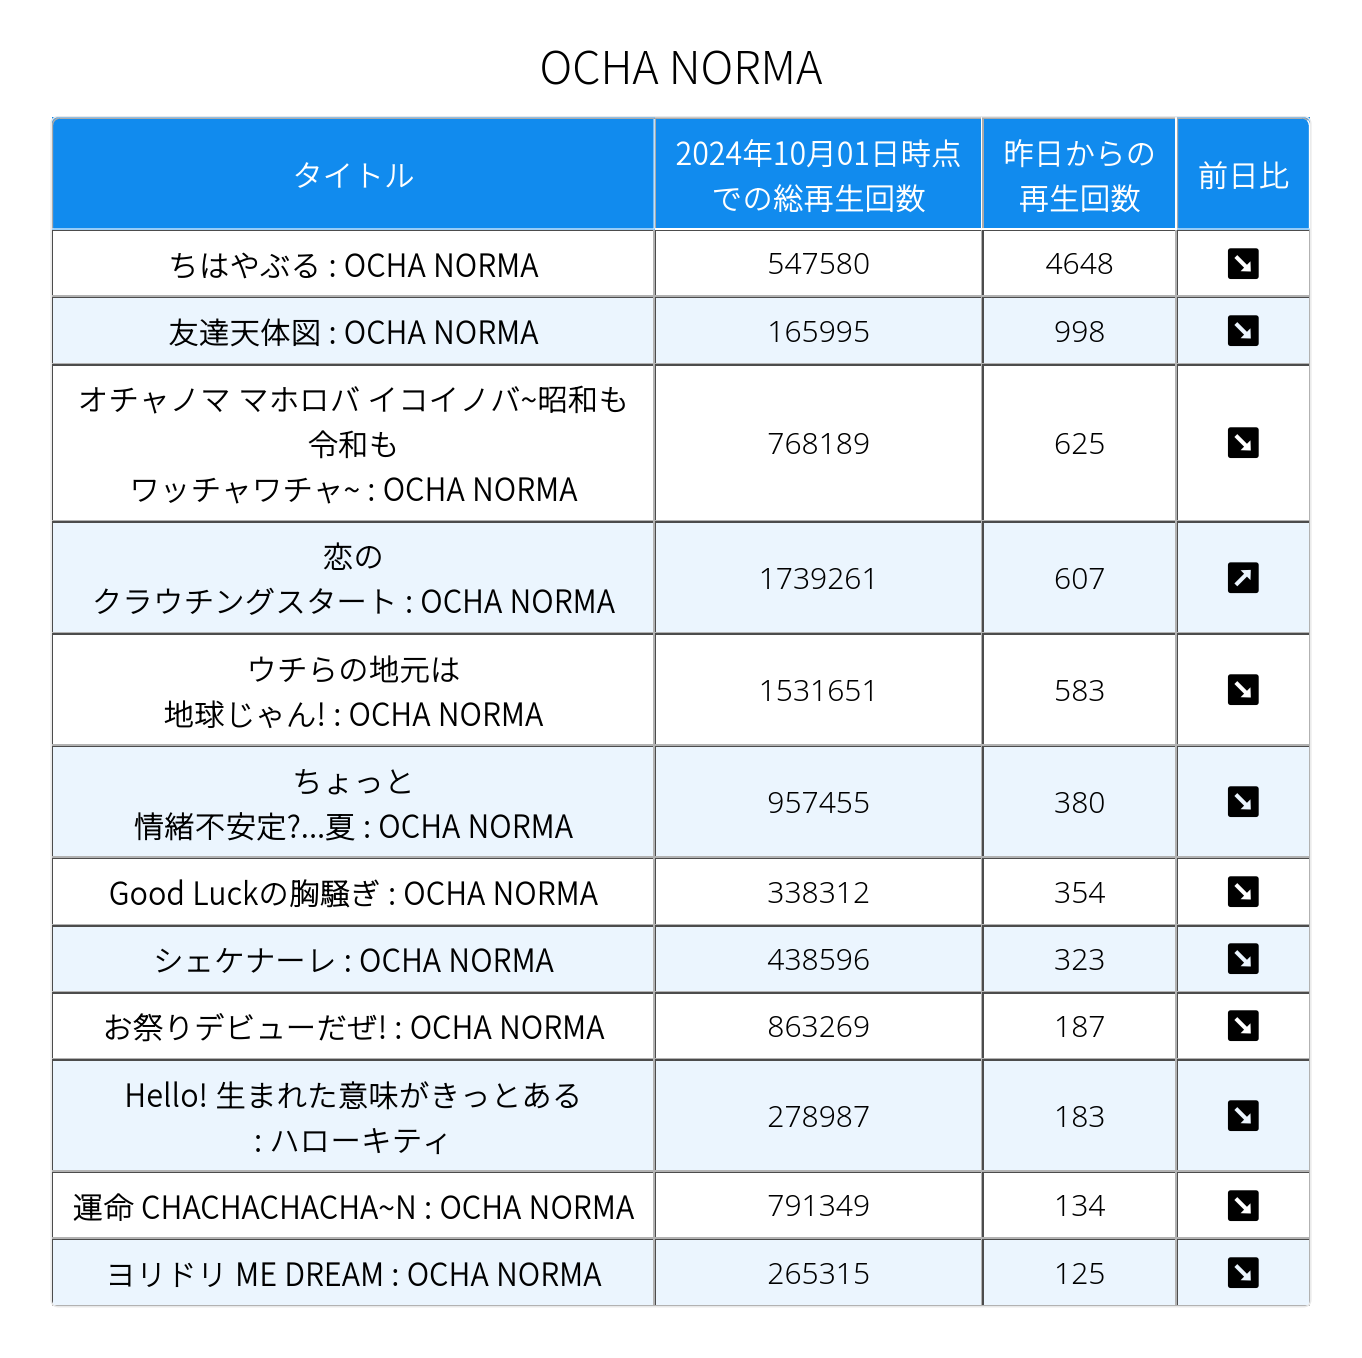 OCHA NORMA
タイトル
2024年10月01日時点
での総再生回数
昨日からの
再生回数
前日比
ちはやぶる : OCHA NORMA
547580
4648
友達天体図 : OCHA NORMA
165995
998
オチャノマ マホロバ イコイノバ~昭和も
令和も
ワッチャワチャ~ : OCHA NORMA
768189
625
恋の
クラウチングスタート : OCHA NORMA
1739261
607
ウチらの地元は
地球じゃん! : OCHA NORMA
1531651
583
ちょっと
情緒不安定?...夏 : OCHA NORMA
957455
380
Good Luckの胸騒ぎ : OCHA NORMA
338312
354
シェケナーレ : OCHA NORMA
438596
323
お祭りデビューだぜ! : OCHA NORMA
863269
187
Hello! 生まれた意味がきっとある
: ハローキティ
278987
183
運命 CHACHACHACHA~N : OCHA NORMA
791349
134
ヨリドリ ME DREAM : OCHA NORMA
265315
125